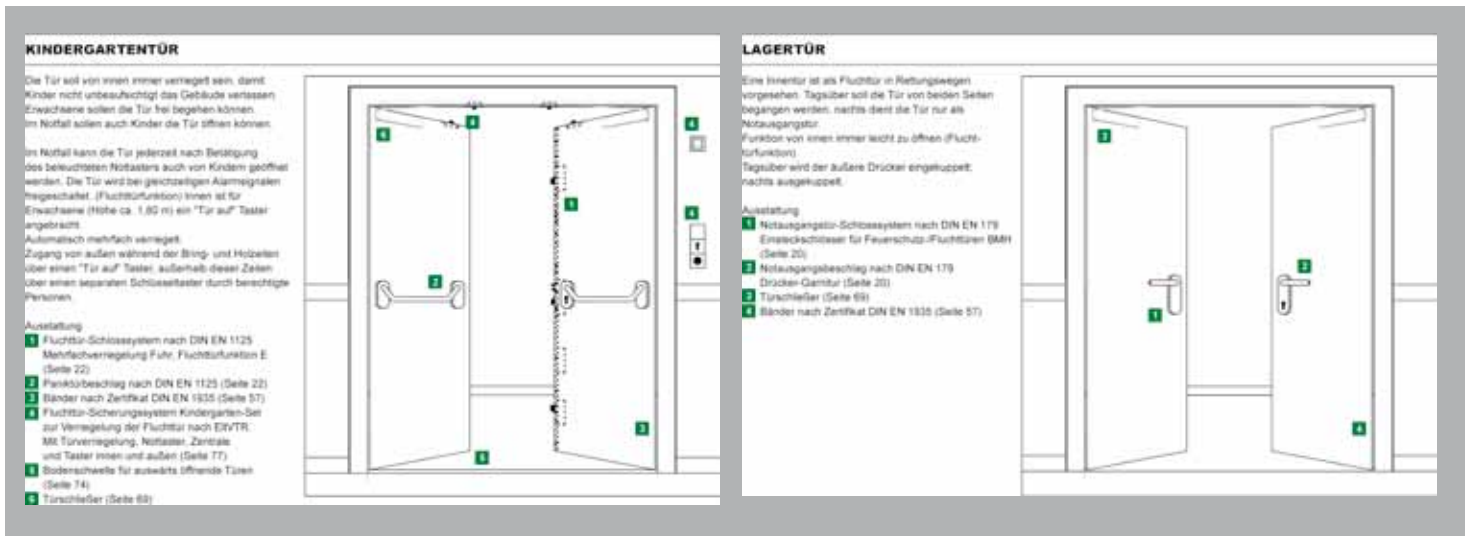 KINDERGARTENTÜR
Die Tür soll von innen immer verriegelt sein, damit
Kinder nicht unbeaufsichtigt das Gebäude verlassen.
Erwachsene sollen die Tür frei begehen können.
Im Notfall sollen auch Kinder die Tür öffnen können.
Im Notfall kann die Tür jederzeit nach Betätigung
des beleuchteten Nottasters auch von Kindern geöffnet
werden. Die Tür wird bei gleichzeitigen Alarmsignalen
freigeschaltet. (Fluchttürfunktion) Innen ist für
Erwachsene (Höhe ca. 1,60 m) ein "Tür auf" Taster
angebracht.
Automatisch mehrfach verriegelt.
Zugang von außen während der Bring- und Holzeiten
über einen "Tür auf" Taster, außerhalb dieser Zeiten
über einen separaten Schlüsseltaster durch berechtigte
Personen.
Ausstattung
1 Fluchttür-Schlosssystem nach DIN EN 1125
Mehrfachverriegelung Fuhr, Fluchttürfunktion E
(Seite 22)
2 Paniktürbeschlag nach DIN EN 1125 (Seite 22)
3 Bänder nach Zertifikat DIN EN 1935 (Seite 57)
4 Fluchttür-Sicherungssystem Kindergarten-Set
zur Verriegelung der Fluchttür nach EltVTR.
Mit Türverriegelung, Nottaster, Zentrale
und Taster innen und außen (Seite 77)
5 Bodenschwelle für auswärts öffnende Türen
(Seite 74)
6 Türschließer (Seite 69)
6
4
4
1
4
2
3
5
LAGERTÜR
Eine Innentür ist als Fluchttür in Rettungswegen
vorgesehen. Tagsüber soll die Tür von beiden Seiten
begangen werden, nachts dient die Tür nur als
Notausgangstür.
Funktion von innen immer leicht zu öffnen (Flucht-
türfunktion)
Tagsüber wird der äußere Drücker eingekuppelt,
nachts ausgekuppelt.
Ausstattung
1 Notausgangstür-Schlosssystem nach DIN EN 179
Einsteckschlösser für Feuerschutz-/Fluchttüren BMH
(Seite 20)
2 Notausgangsbeschlag nach DIN EN 179
Drücker-Garnitur (Seite 20)
3 Türschließer (Seite 69)
4 Bänder nach Zertifikat DIN EN 1935 (Seite 57)
3
2
1
4